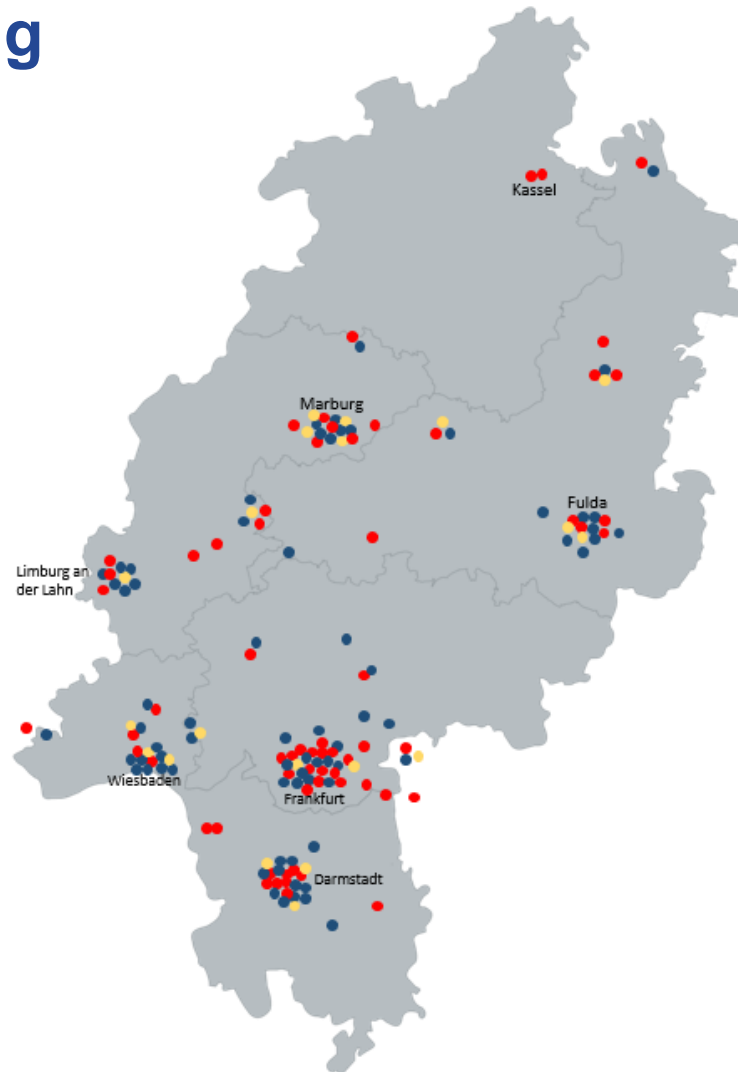 g
Kassel
Marburg
Fulda
Limburg an
der Lahn
Wiesbaden
Frankfurt
Darmstadt